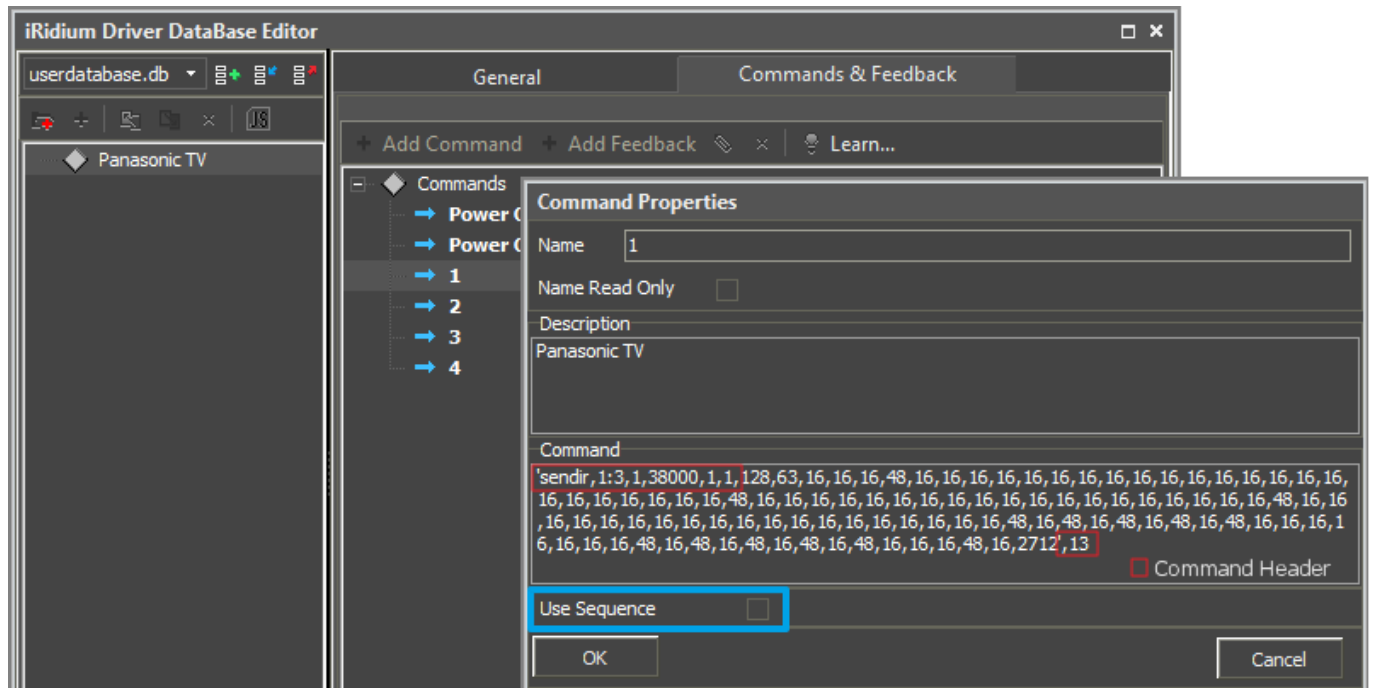 iRidium Driver DataBase Editor
userdatabase.db
General
Commands & Feedback
JS
Add Command
Add Feedback
Learn...
Panasonic TV
Commands
Power
Power
1
2
3
4
Command Properties
Name
1
Name Read Only
Description
Panasonic TV
Command
'sendir,1:3,1,38000,1,1,128,63,16,16,16,48,16,16,16,16,16,16,16,16,16,16,16,16,16,16,16,16,16,
16,16,16,16,16,16,16,48,16,16,16,16,16,16,16,16,16,16,16,16,16,16,16,16,16,16,16,48,16,16
,16,16,16,16,16,16,16,16,16,16,16,16,16,16,16,16,16,48,16,48,16,48,16,48,16,48,16,16,16,1
6,16,16,16,48,16,48,16,48,16,48,16,48,16,16,16,48,16,2712',13
Command Header
Use Sequence
OK
Cancel